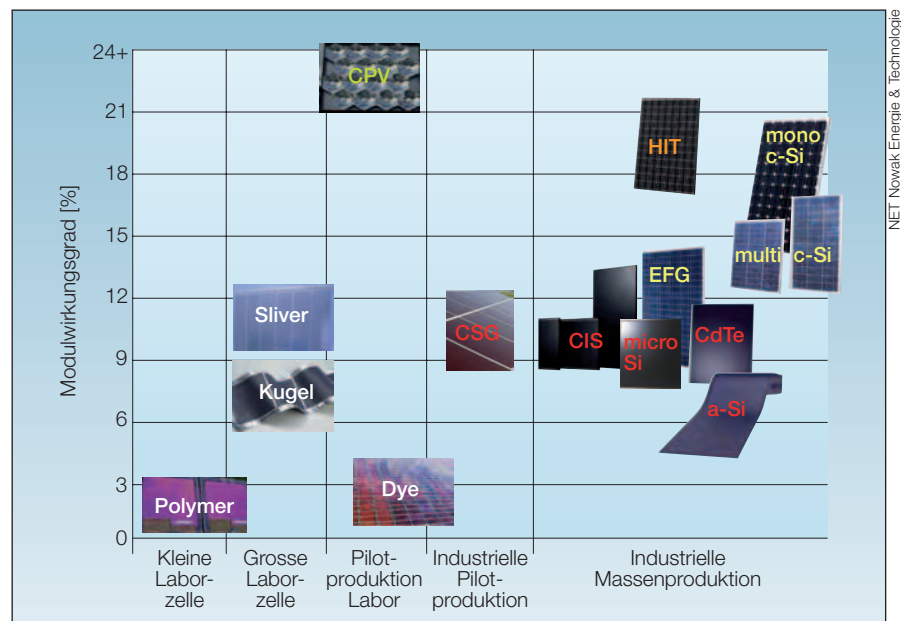 NET Nowak Energie & Technologie
Modulwirkungsgrad [%]
24+
21
18
15
12
9
6
3
0
CPV
HIT
mono
c-Si
multi
c-Si
EFG
Sliver
CSG
CIS
micro
Si
CdTe
Kugel
a-Si
Polymer
Dye
Kleine
Labor-
zelle
Grosse
Labor-
zelle
Pilot-
produktion
Labor
Industrielle
Pilot-
produktion
Industrielle
Massenproduktion